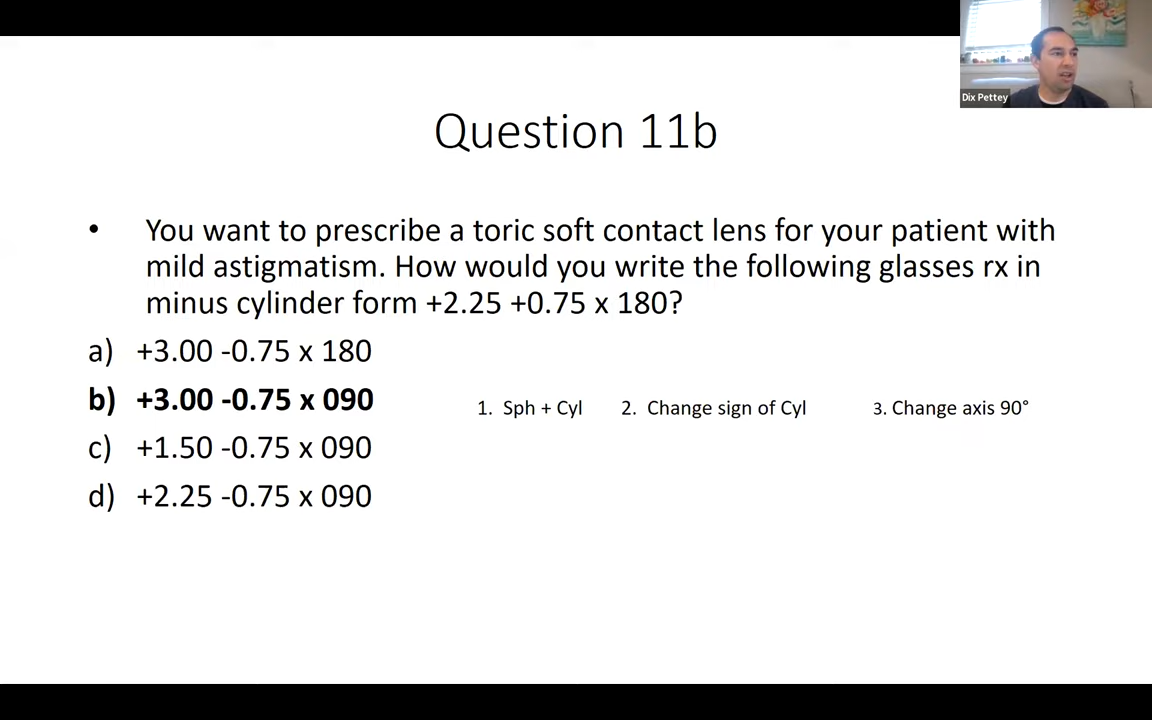 Dix Pettey
Question 11b
• You want to prescribe a toric soft contact lens for your patient with
mild astigmatism. How would you write the following glasses rx in
minus cylinder form +2.25 +0.75 x 180?
a) +3.00 -0.75 x 180
b) +3.00 -0.75 x 090
1. Sph + Cyl 2. Change sign of Cyl 3. Change axis 90°
c) +1.50 -0.75 x 090
d) +2.25 -0.75 x 090